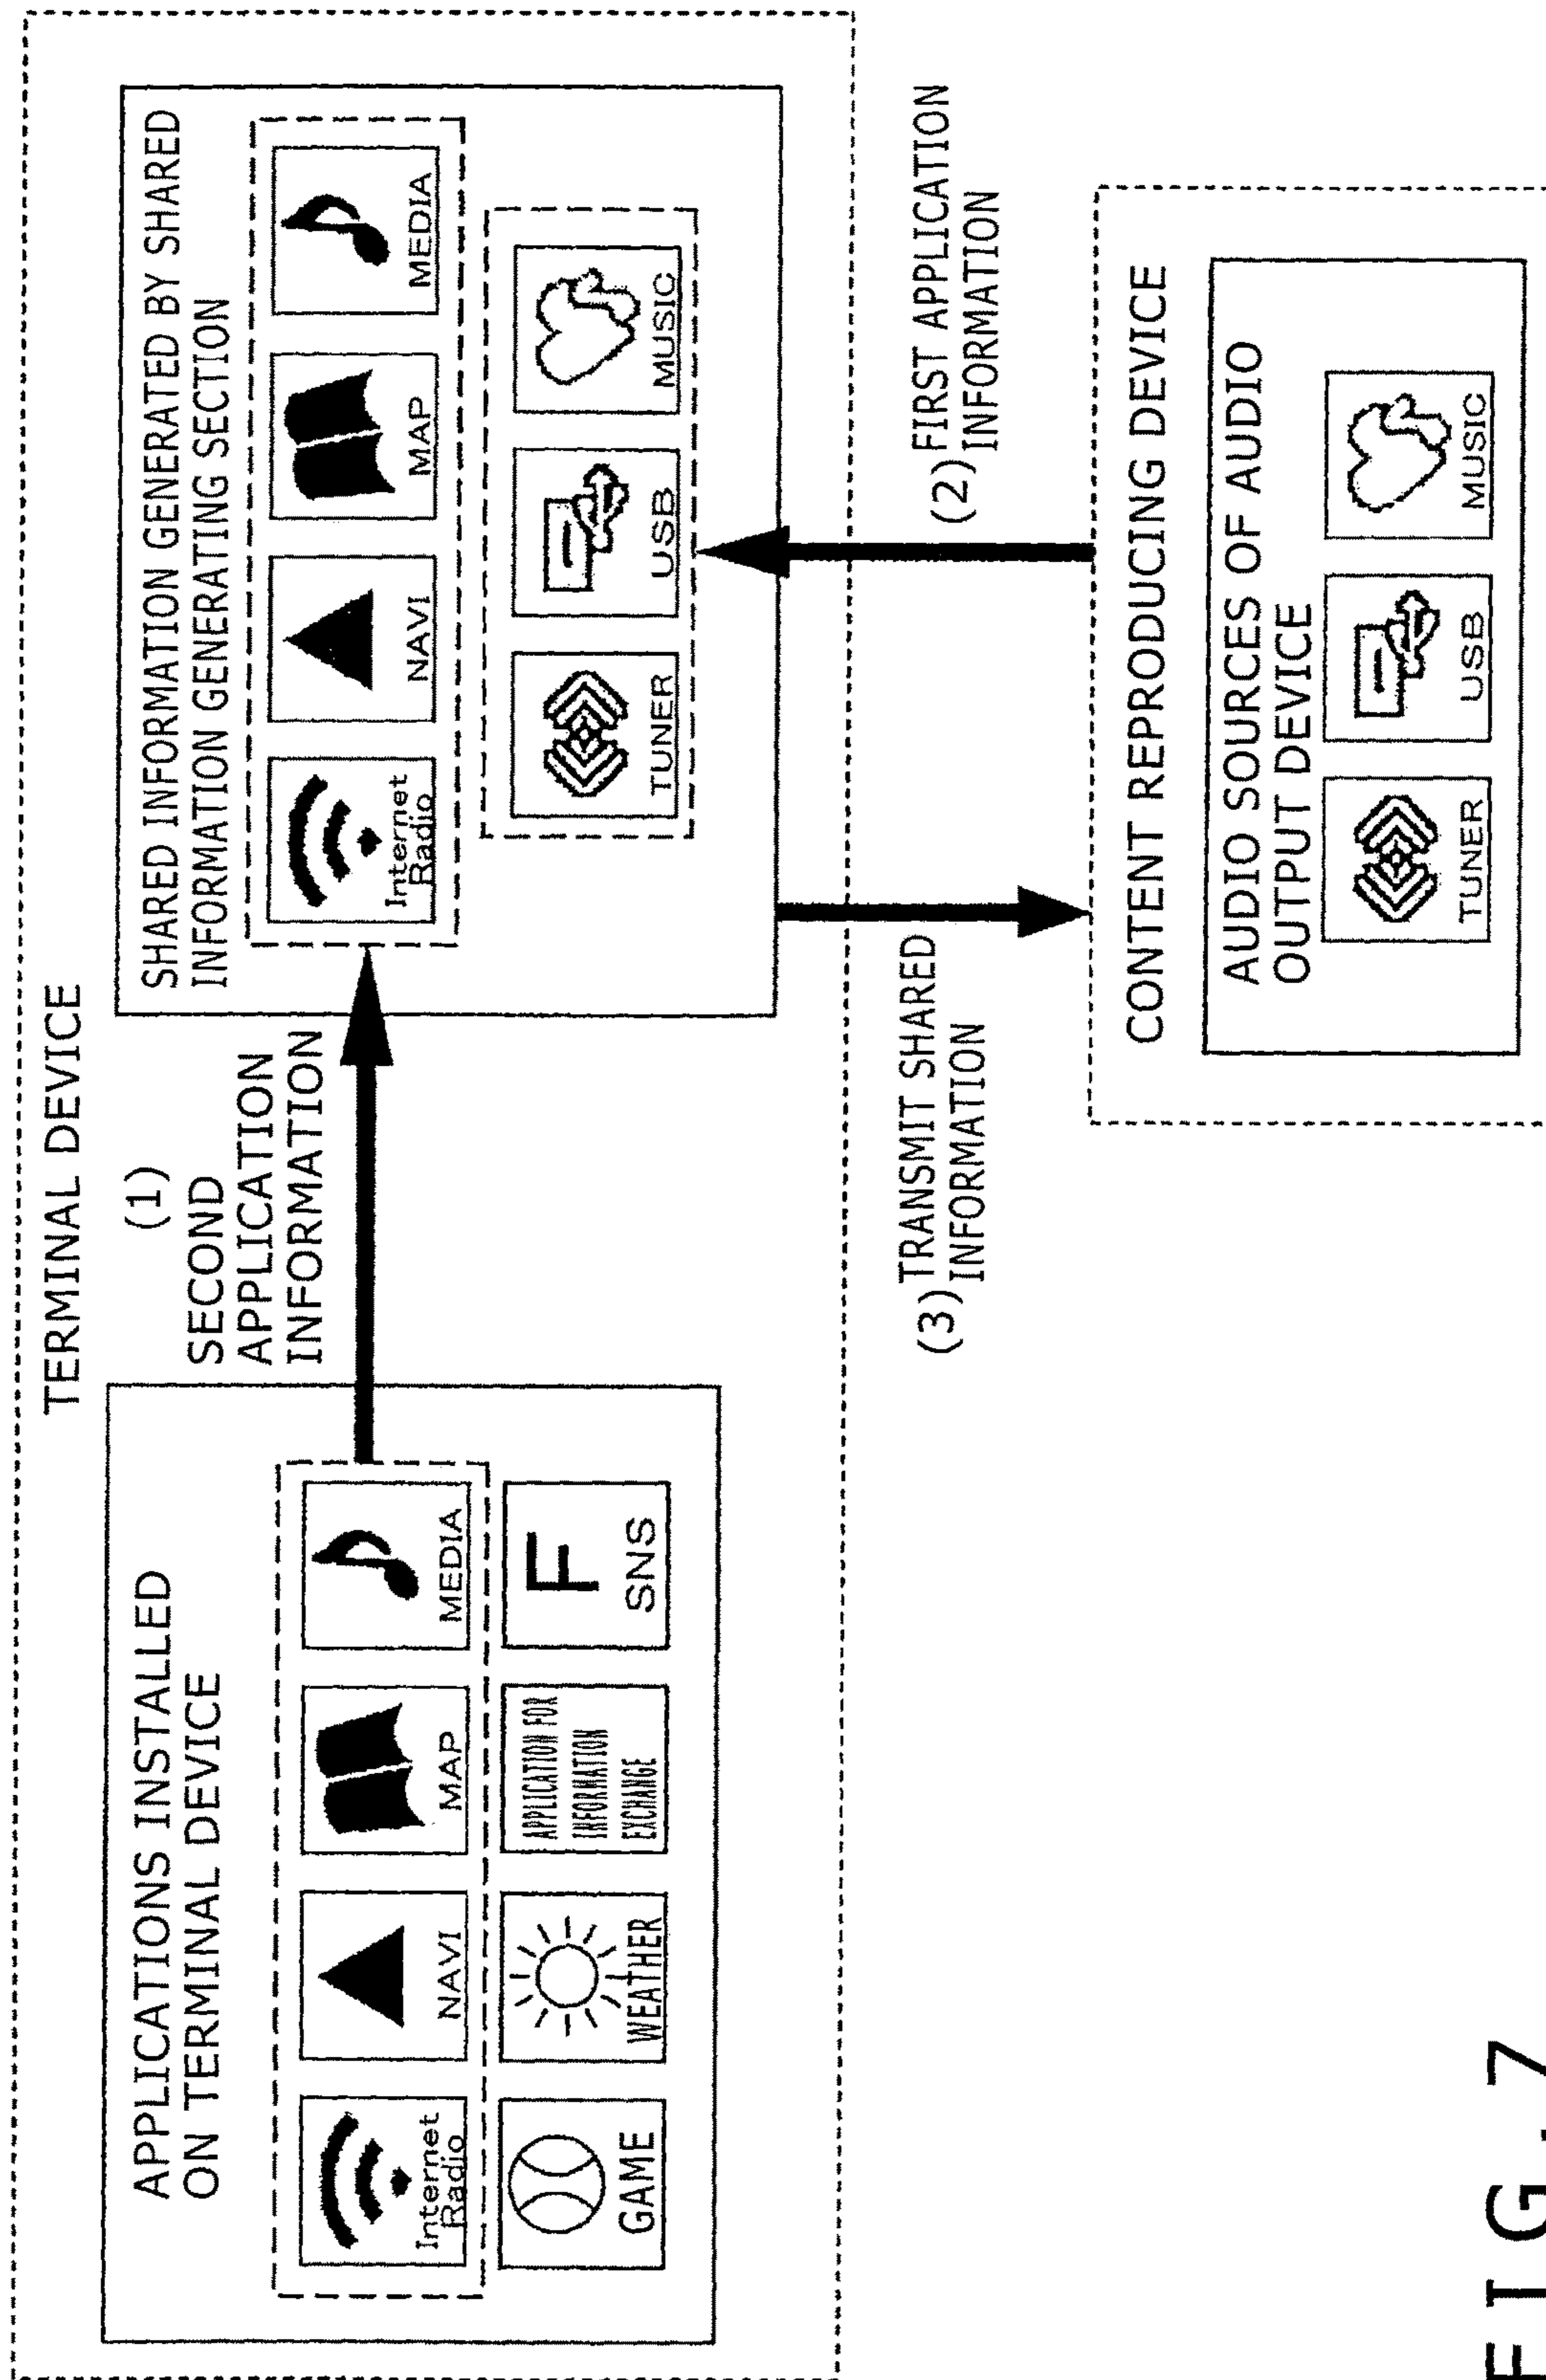 TERMINAL DEVICE
APPLICATIONS INSTALLED
ON TERMINAL DEVICE
Internet
Radio
NAVI
MAP
MEDIA
GAME
WEATHER
APPLICATION FOR
INFORMATION
EXCHANGE
F
SNS
(1)
SECOND
APPLICATION
INFORMATION
SHARED INFORMATION GENERATED BY SHARED
INFORMATION GENERATING SECTION
Internet
Radio
NAVI
MAP
MEDIA
TUNER
USB
MUSIC
(3) TRANSMIT SHARED
INFORMATION
(2) FIRST APPLICATION
INFORMATION
CONTENT REPRODUCING DEVICE
AUDIO SOURCES OF AUDIO
OUTPUT DEVICE
TUNER
USB
MUSIC
FIG.7